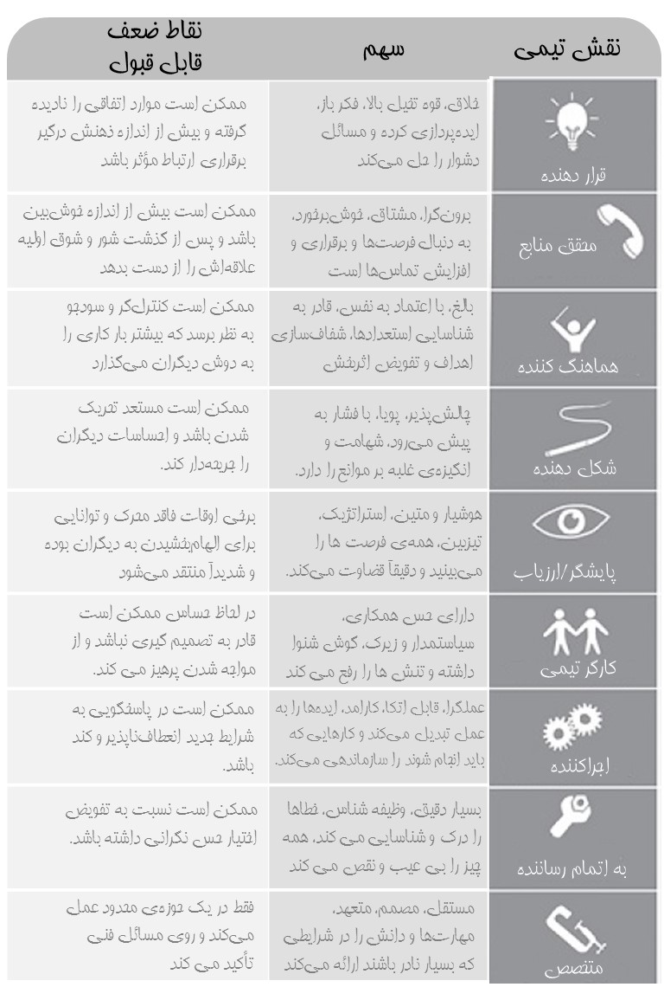 نقش تیمی
سهم
نقاط ضعف
قابل قبول
قرار دهنده
خلاق، قوه تخیل بالا، فکر باز،
ایده‌پردازی کرده و مسائل
دشوار را حل می‌کند
ممکن است موارد اتفاقی را نادیده
گرفته و بیش از اندازه ذهنش درگیر
برقراری ارتباط مؤثر باشد
محقق منابع
برون‌گرا، مشتاق، خوش‌برخورد،
به دنبال فرصت‌ها و برقراری و
افزایش تماس‌ها است
ممکن است بیش از اندازه خوش‌بین
باشد و پس از گذشت شور و شوق اولیه
علاقه‌اش را از دست بدهد
هماهنگ کننده
بالغ، با اعتماد به نفس، قادر به
شناسایی استعدادها، شفاف‌سازی
اهداف و تفویض اثربخش
ممکن است کنترل‌گر و سودجو
به نظر برسد که بیشتر بار کاری را
به دوش دیگران می‌گذارد
شکل دهنده
چالش‌پذیر، پویا، با فشار به
پیش می‌رود، شهامت و
انگیزه‌ی غلبه بر موانع را دارد.
ممکن است مستعد تحریک
شدن باشد و احساسات دیگران
را جریحه‌دار کند.
پایشگر/ارزیاب
هوشیار و متین، استراتژیک،
تیزبین، همه‌ی فرصت ها را
می‌بینید و دقیقاً قضاوت می‌کند.
برخی اوقات فاقد محرک و توانایی
برای الهام‌بخشیدن به دیگران بوده
و شدیداً منتقد می‌شود
کارگر تیمی
دارای حس همکاری،
سیاستمدار و زیرک، گوش شنوا
داشته و تنش ها را رفع می کند
در لحاظ حساس ممکن است
قادر به تصمیم گیری نباشد و از
مواجه شدن پرهیز می کند.
اجراکننده
عملگرا، قابل اتکا، کارامد، ایده‌ها را به
عمل تبدیل می‌کند و کارهایی که
باید انجام شوند را سازماندهی می‌کند.
ممکن است در پاسخگویی به
شرایط جدید انعطاف‌ناپذیر و کند
باشد.
به اتمام رساننده
بسیار دقیق، وظیفه شناس، خطاها
را درک و شناسایی می کند، همه
چیز را بی عیب و نقص می کند
ممکن است نسبت به تفویض
اختیار حس نگرانی داشته باشد.
متخصص
مستقل، مصمم، متعهد،
مهارت‌ها و دانش را در شرایطی
که بسیار نادر باشند ارائه می‌کند
فقط در یک حوزه‌ی محدود عمل
می‌کند و روی مسائل فنی
تأکید می کند